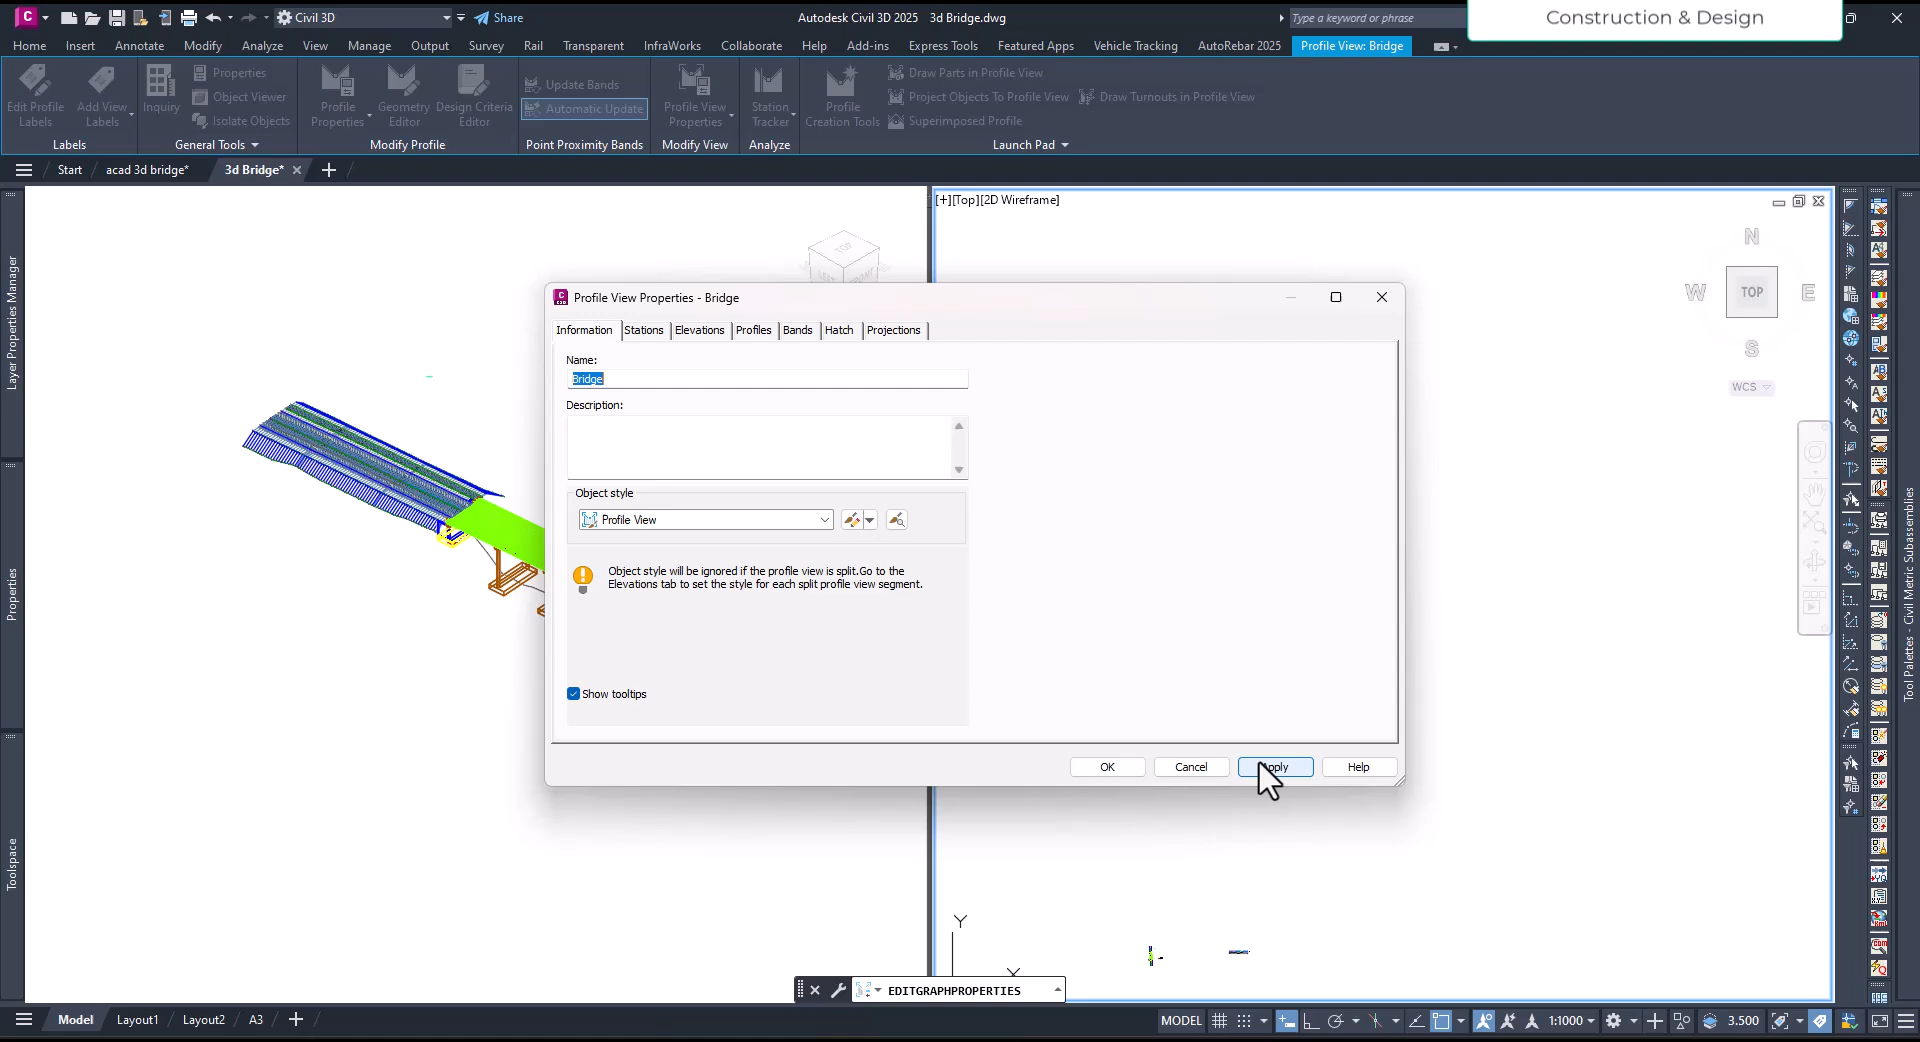 Civil 3D
Share
Autodesk Civil 3D 2025 3d Bridge.dwg
Type a keyword or phrase
Construction & Design
Home Insert Annotate Modify Analyze View Manage Output Survey Rail Transparent InfraWorks Collaborate Help Add-ins Express Tools Featured Apps Vehicle Tracking AutoRebar 2025 Profile View: Bridge
Edit Profile Labels
Add View Labels
Inquiry
Properties
Object Viewer
Isolate Objects
Profile Properties
Geometry Editor
Design Criteria Editor
Update Bands
Automatic Update
Profile View Properties
Station Tracker
Profile Creation Tools
Draw Parts in Profile View
Project Objects To Profile View
Draw Turnouts in Profile View
Superimposed Profile
Labels General Tools Modify Profile Point Proximity Bands Modify View Analyze Launch Pad
Start acad 3d bridge* 3d Bridge*
[+][Top][2D Wireframe]
TOP
LEFT
FRONT
N
W TOP E
S
WCS
Layer Properties Manager
Properties
Toolspace
Tool Palettes - Civil Metric Subassemblies
Profile View Properties - Bridge
Information Stations Elevations Profiles Bands Hatch Projections
Name:
Bridge
Description:
Object style
Profile View
Object style will be ignored if the profile view is split.Go to the
Elevations tab to set the style for each split profile view segment.
Show tooltips
OK Cancel Apply Help
Y
X
EDITGRAPHPROPERTIES
Model Layout1 Layout2 A3
MODEL 1:1000 3.500